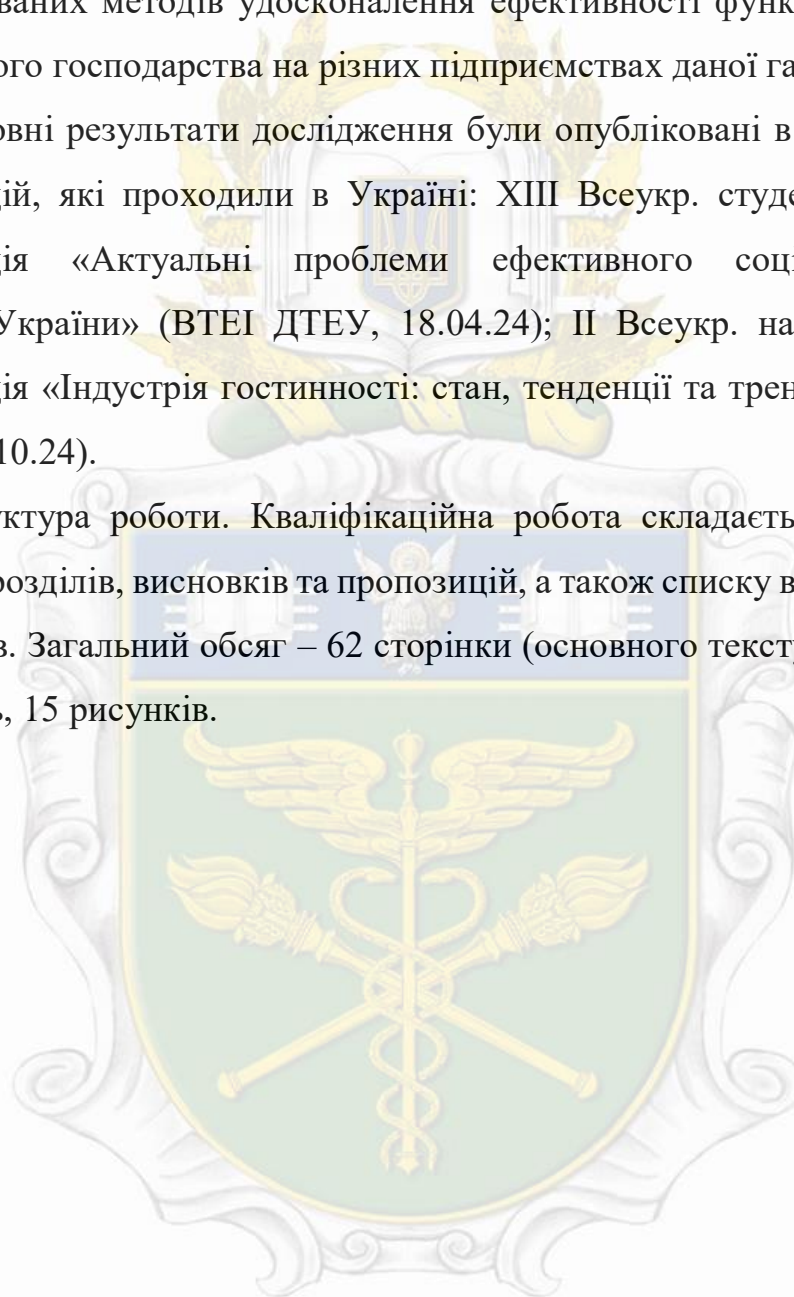 ваних методів удосконалення ефективності функ
ого господарства на різних підприємствах даної га
овні результати дослідження були опубліковані в
цій, які проходили в Україні: XIII Всеукр. студе
ція «Актуальні проблеми ефективного соці
України» (ВТЕІ ДТЕУ, 18.04.24); II Всеукр. на
ція «Індустрія гостинності: стан, тенденції та трен
10.24).
уктура роботи. Кваліфікаційна робота складаєть
розділів, висновків та пропозицій, а також списку в
в. Загальний обсяг – 62 сторінки (основного тексту
ь, 15 рисунків.